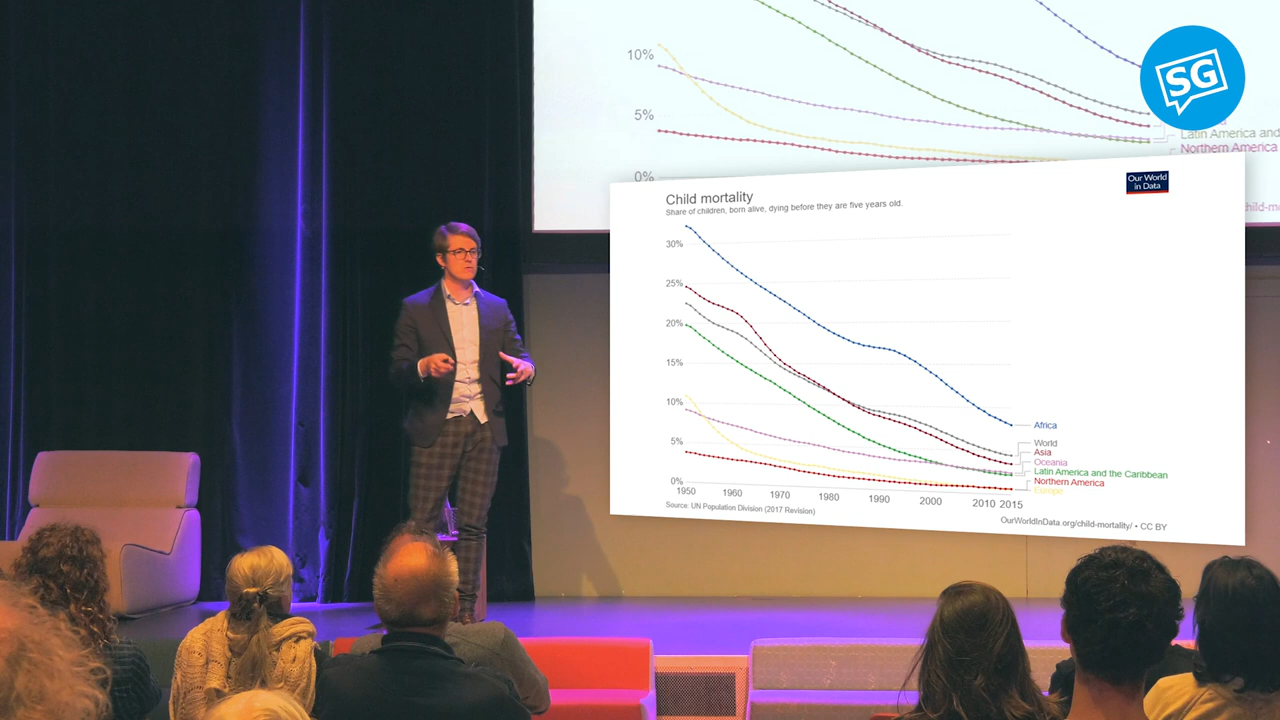 10%
5%
0%
SG
Latin America and
Northern America
Child mortality
Share of children, born alive, dying before they are five years old.
Our World
in Data
30%
25%
20%
15%
10%
5%
0%
1950 1960 1970 1980 1990 2000 2010 2015
Africa
World
Asia
Oceania
Latin America and the Caribbean
Northern America
Europe
Source: UN Population Division (2017 Revision)
OurWorldInData.org/child-mortality/ • CC BY